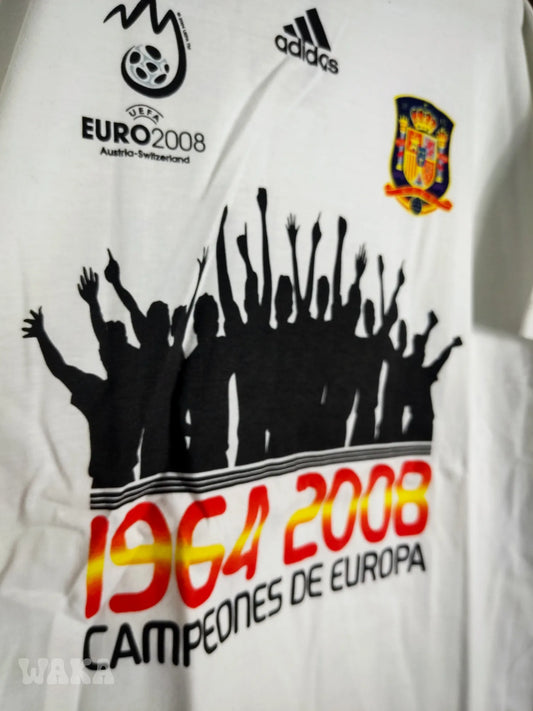 adidas
UEFA
EURO2008
Austria-Switzerland
1964 2008
CAMPEONES DE EUROPA
WAKA